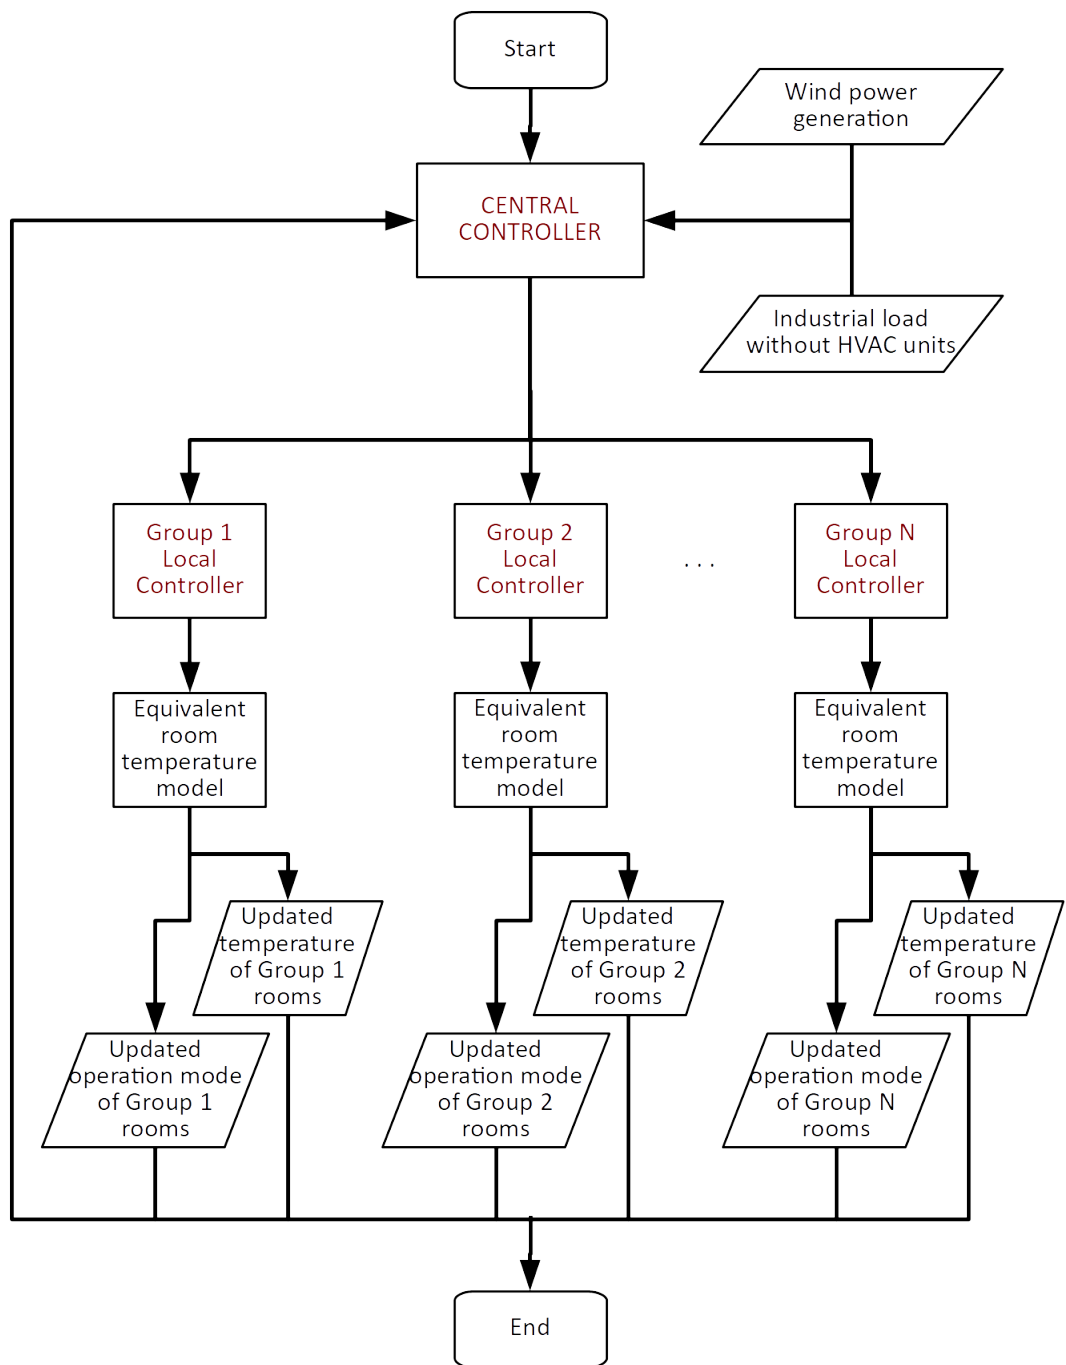 Start
Wind power
generation
CENTRAL
CONTROLLER
Industrial load
without HVAC units
Group 1
Local
Controller
Group 2
Local
Controller
. . .
Group N
Local
Controller
Equivalent
room
temperature
model
Equivalent
room
temperature
model
Equivalent
room
temperature
model
Updated
temperature
of Group 1
rooms
Updated
temperature
of Group 2
rooms
Updated
temperature
of Group N
rooms
Updated
operation mode
of Group 1
rooms
Updated
operation mode
of Group 2
rooms
Updated
operation mode
of Group N
rooms
End